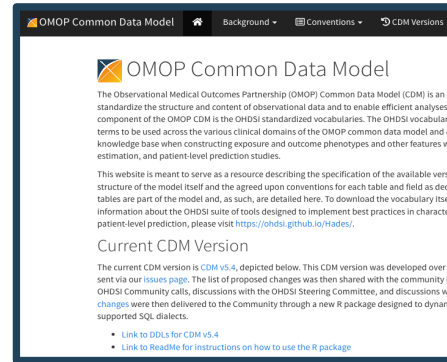 OMOP Common Data Model Background Conventions CDM Versions
OMOP Common Data Model
The Observational Medical Outcomes Partnership (OMOP) Common Data Model (CDM) is an
standardize the structure and content of observational data and to enable efficient analyses
component of the OMOP CDM is the OHDSI standardized vocabularies. The OHDSI vocabular
terms to be used across the various clinical domains of the OMOP common data model and
knowledge base when constructing exposure and outcome phenotypes and other features w
estimation, and patient-level prediction studies.
This website is meant to serve as a resource describing the specification of the available vers
structure of the model itself and the agreed upon conventions for each table and field as dec
tables are part of the model and, as such, are detailed here. To download the vocabulary itse
information about the OHDSI suite of tools designed to implement best practices in characte
patient-level prediction, please visit https://ohdsi.github.io/Hades/.
Current CDM Version
The current CDM version is CDM v5.4, depicted below. This CDM version was developed over
sent via our issues page. The list of proposed changes was then shared with the community
OHDSI Community calls, discussions with the OHDSI Steering Committee, and discussions w
changes were then delivered to the Community through a new R package designed to dynan
supported SQL dialects.
• Link to DDLs for CDM v5.4
• Link to ReadMe for instructions on how to use the R package